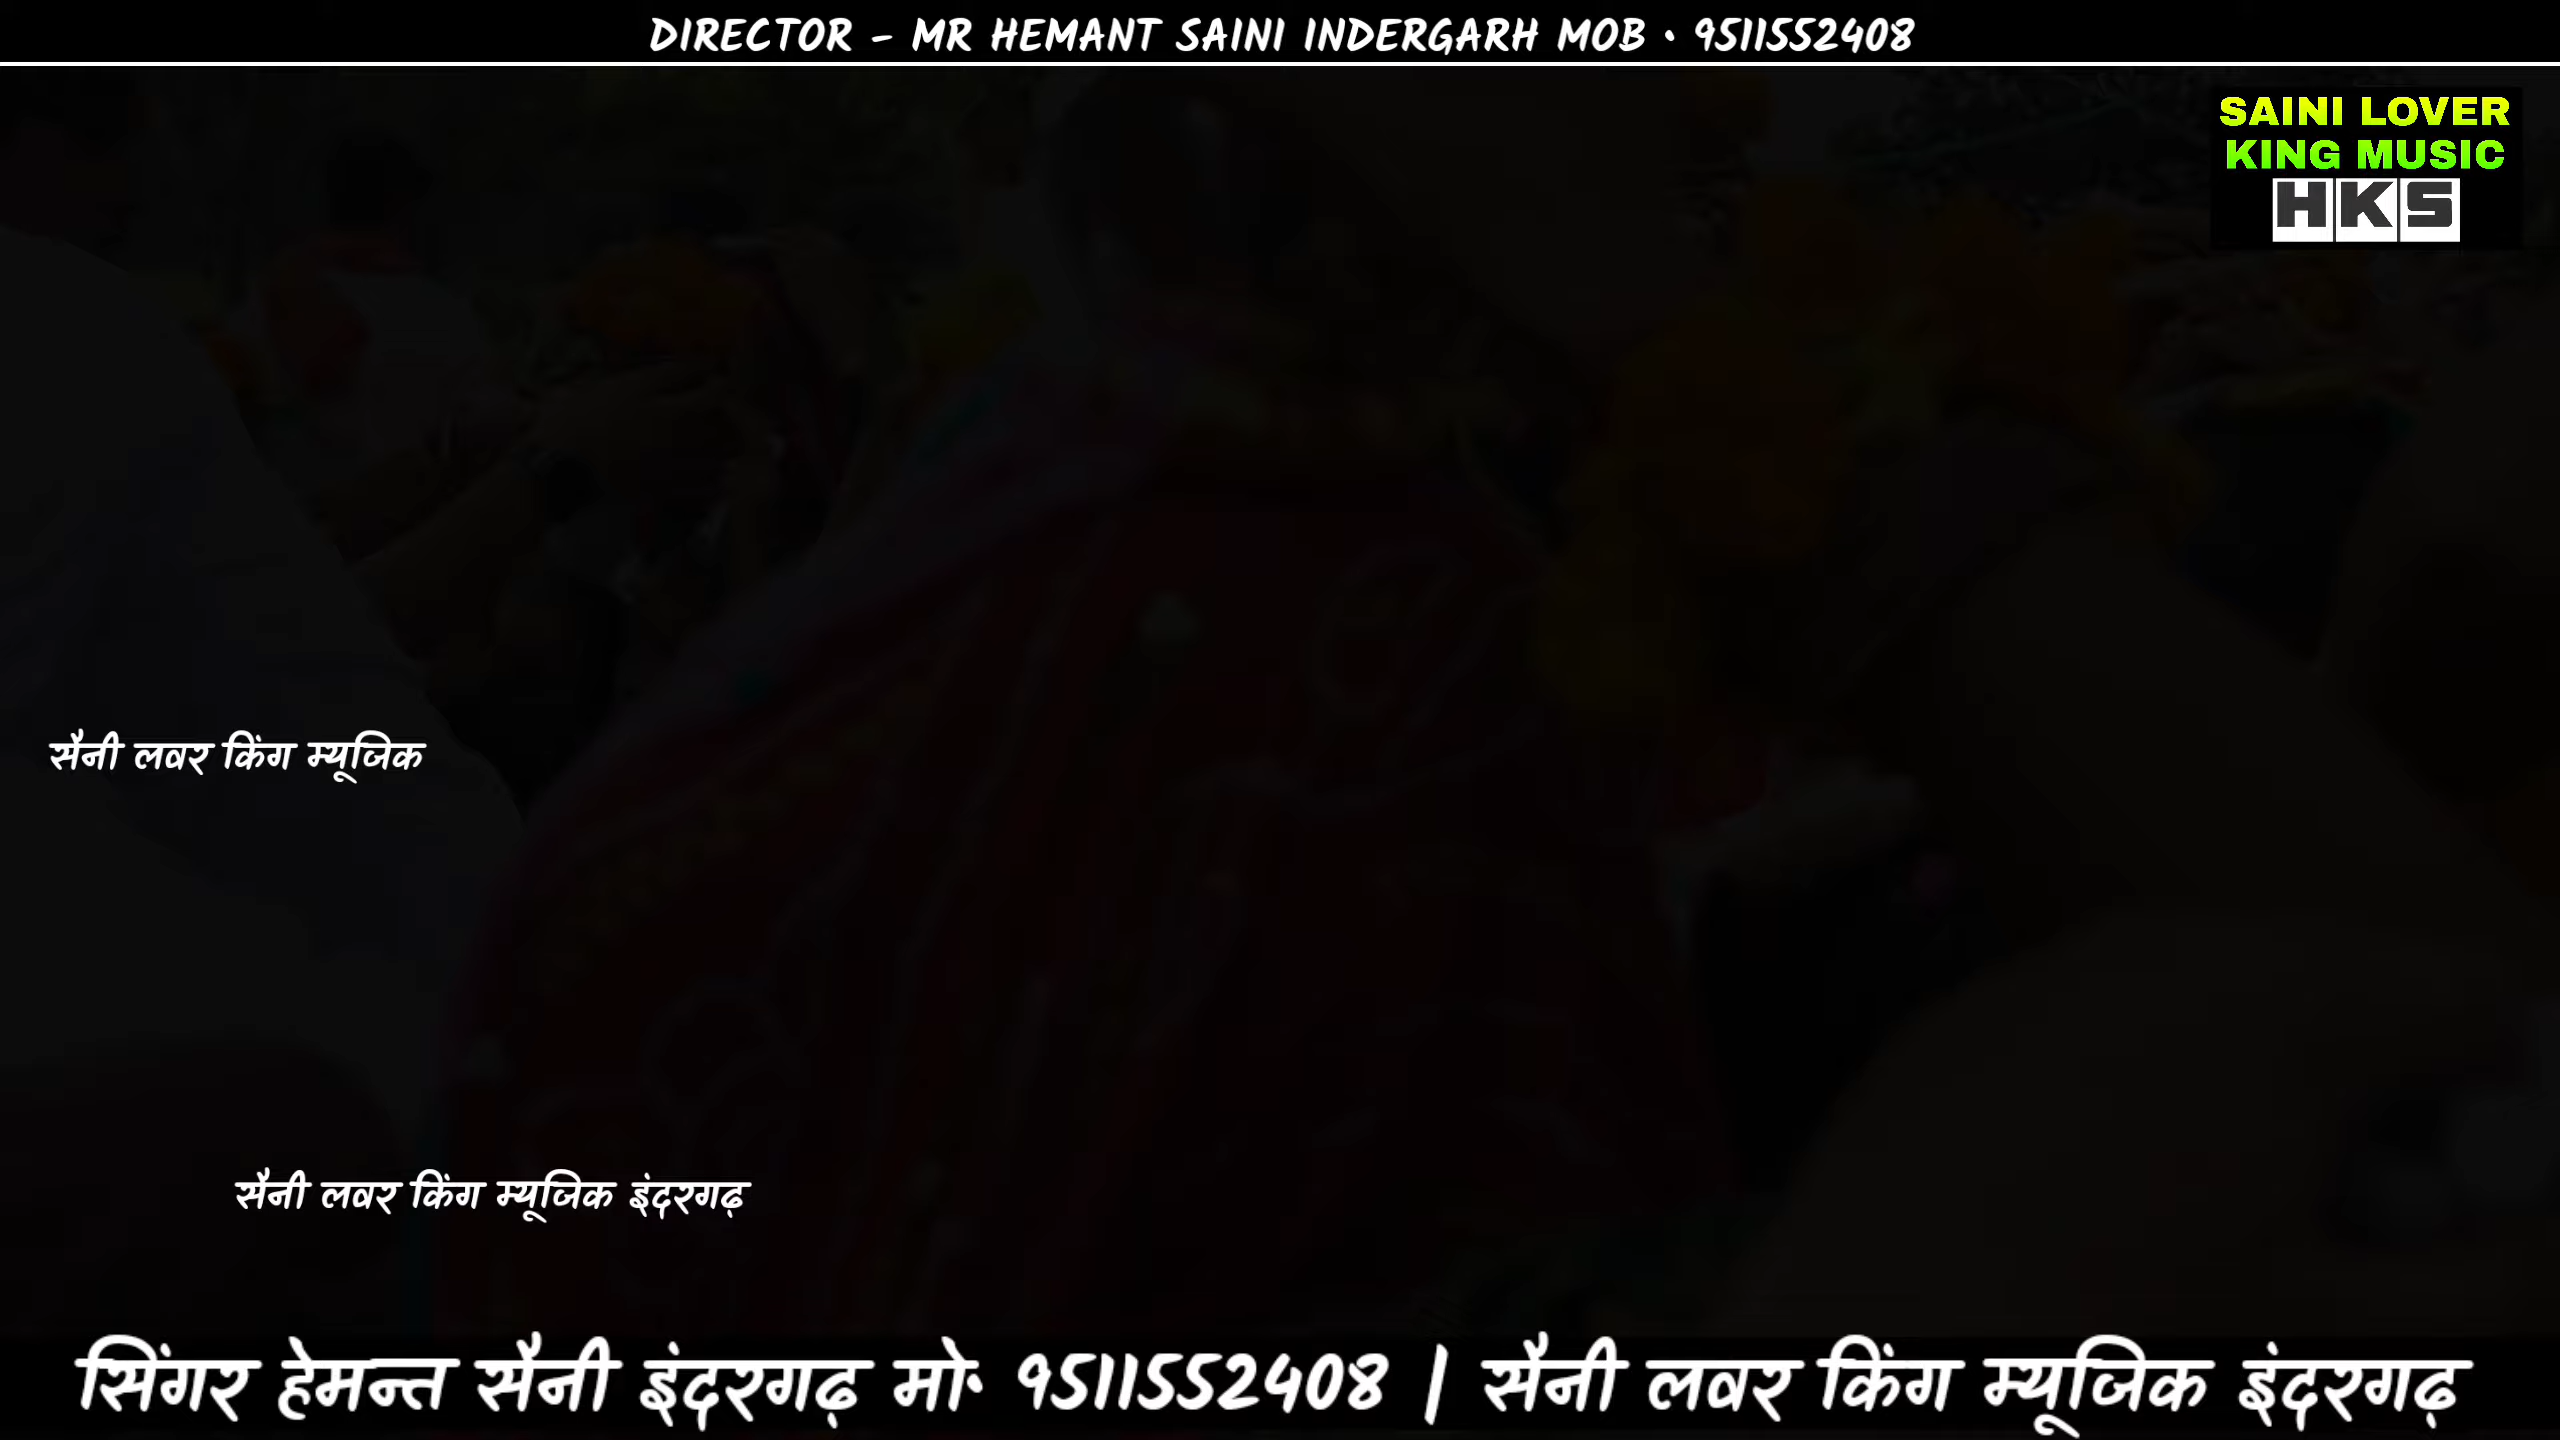 DIRECTOR - MR HEMANT SAINI INDERGARH MOB • 9511552408
SAINI LOVER
KING MUSIC
HKS
सैनी लवर किंग म्यूजिक
सैनी लवर किंग म्यूजिक इंदरगढ़
सिंगर हेमन्त सैनी इंदरगढ़ मो• 9511552408 | सैनी लवर किंग म्यूजिक इंदरगढ़